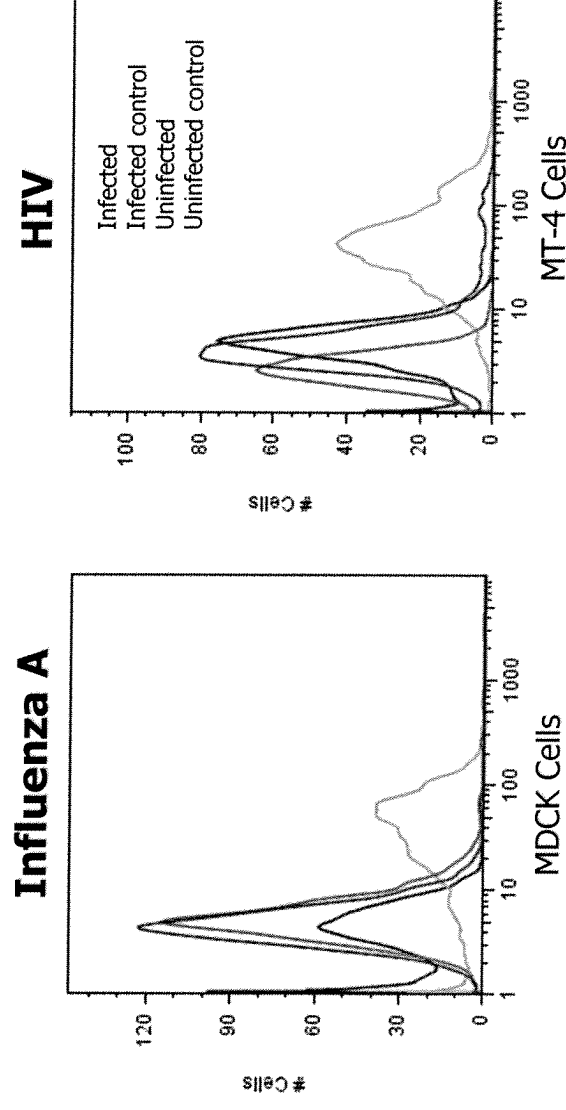 Influenza A
# Cells
120
90
60
30
0
1
10
100
1000
MDCK Cells
HIV
Infected
Infected control
Uninfected
Uninfected control
# Cells
100
80
60
40
20
0
1
10
100
1000
MT-4 Cells